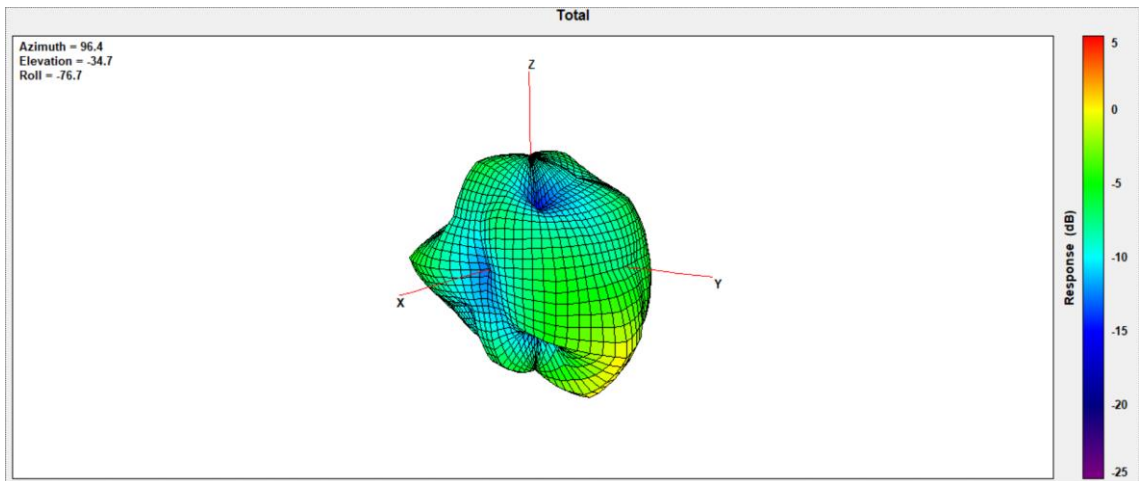 Total
Azimuth = 96.4
Elevation = -34.7
Roll = -76.7
Z
Y
X
5
0
-5
-10
-15
-20
-25
Response (dB)